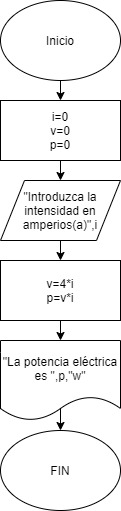 Inicio
i=0
v=0
p=0
"Introduzca la
intensidad en
amperios(a)",i
v=4*i
p=v*i
"La potencia eléctrica
es ",p,"w"
FIN